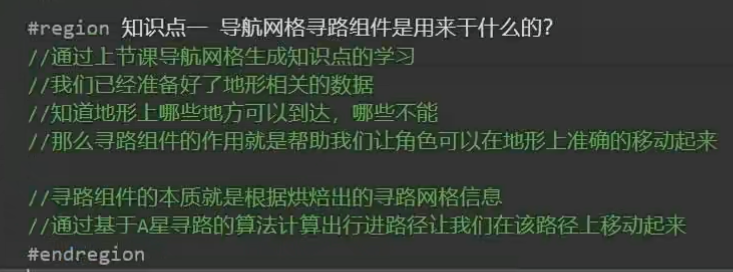 #region 知识点一 导航网格寻路组件是用来干什么的?
//通过上节课导航网格生成知识点的学习
//我们已经准备好了地形相关的数据
//知道地形上哪些地方可以到达，哪些不能
//那么寻路组件的作用就是帮助我们让角色可以在地形上准确的移动起来
//寻路组件的本质就是根据烘焙出的寻路网格信息
//通过基于A星寻路的算法计算出行进路径让我们在该路径上移动起来
#endregion